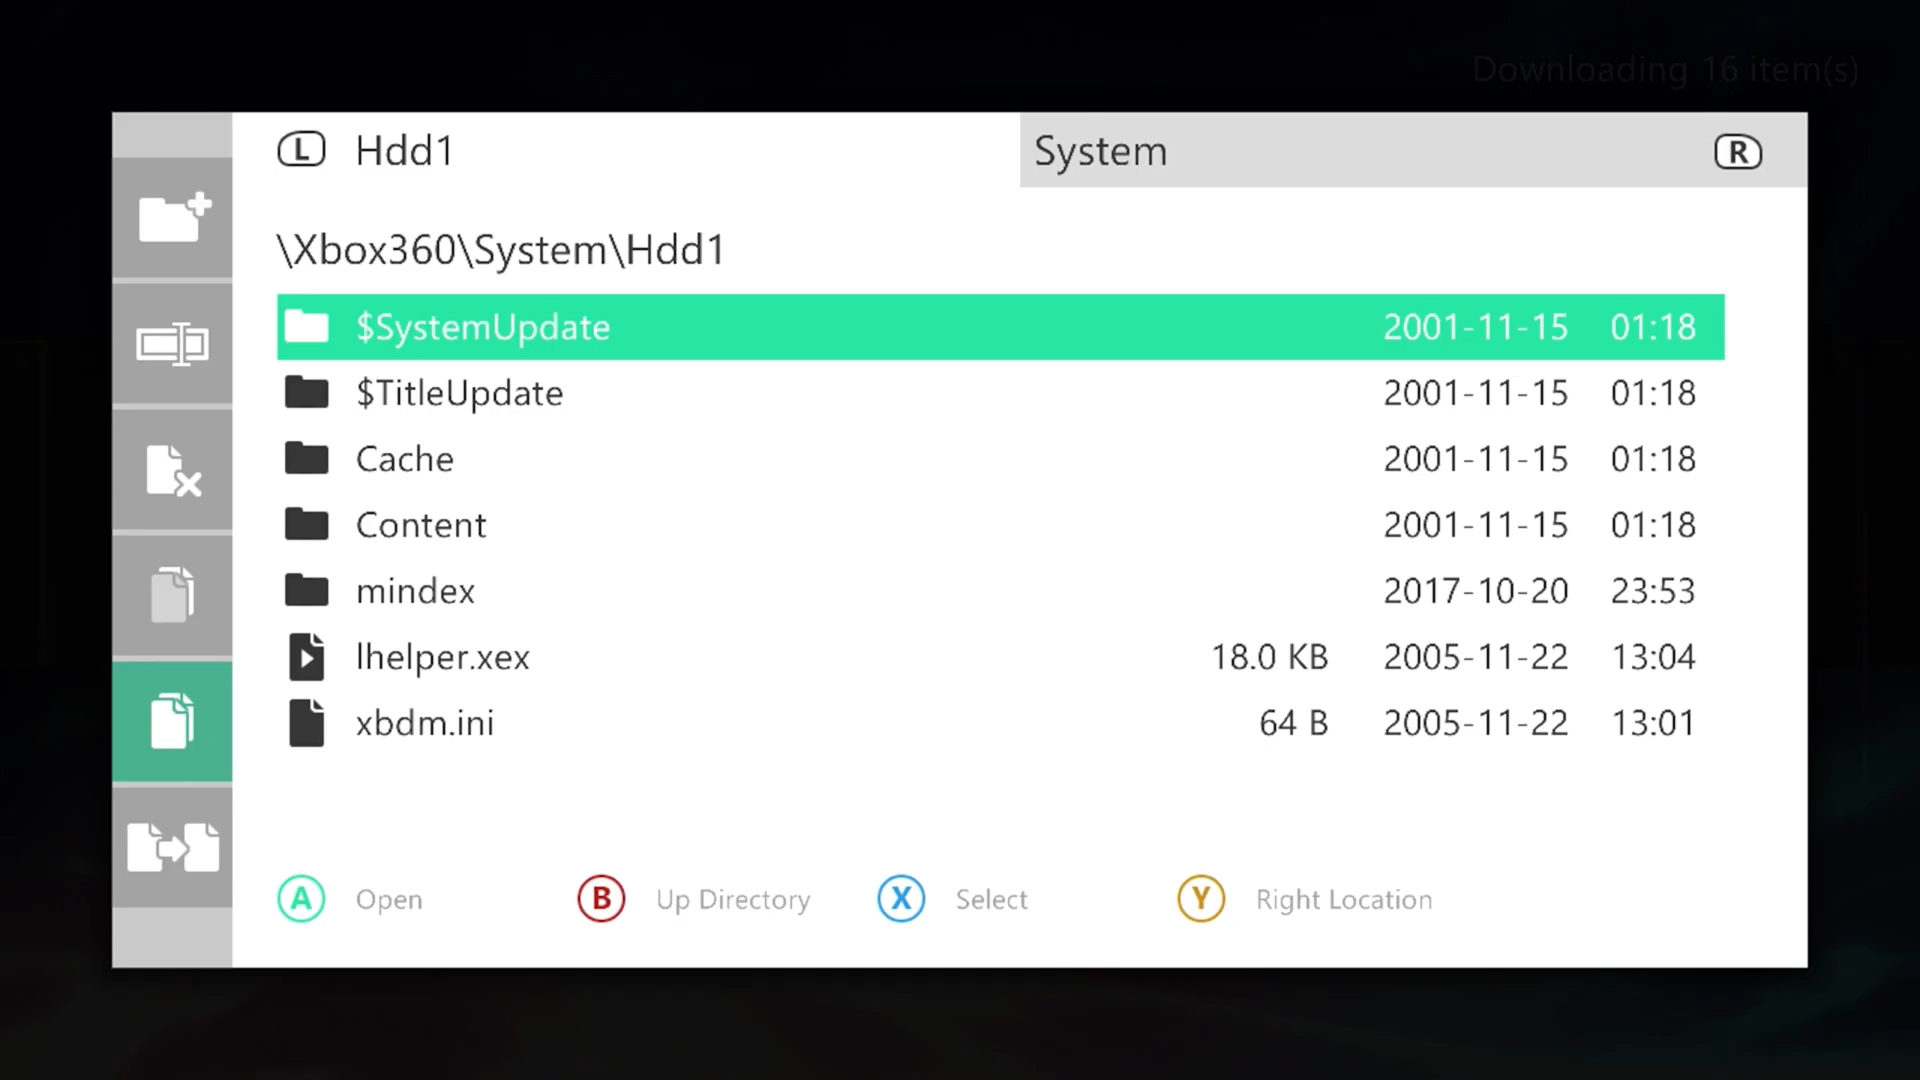 Downloading 16 item(s)
L Hdd1 System R
\Xbox360\System\Hdd1
$SystemUpdate 2001-11-15 01:18
$TitleUpdate 2001-11-15 01:18
Cache 2001-11-15 01:18
Content 2001-11-15 01:18
mindex 2017-10-20 23:53
lhelper.xex 18.0 KB 2005-11-22 13:04
xbdm.ini 64 B 2005-11-22 13:01
A Open B Up Directory X Select Y Right Location